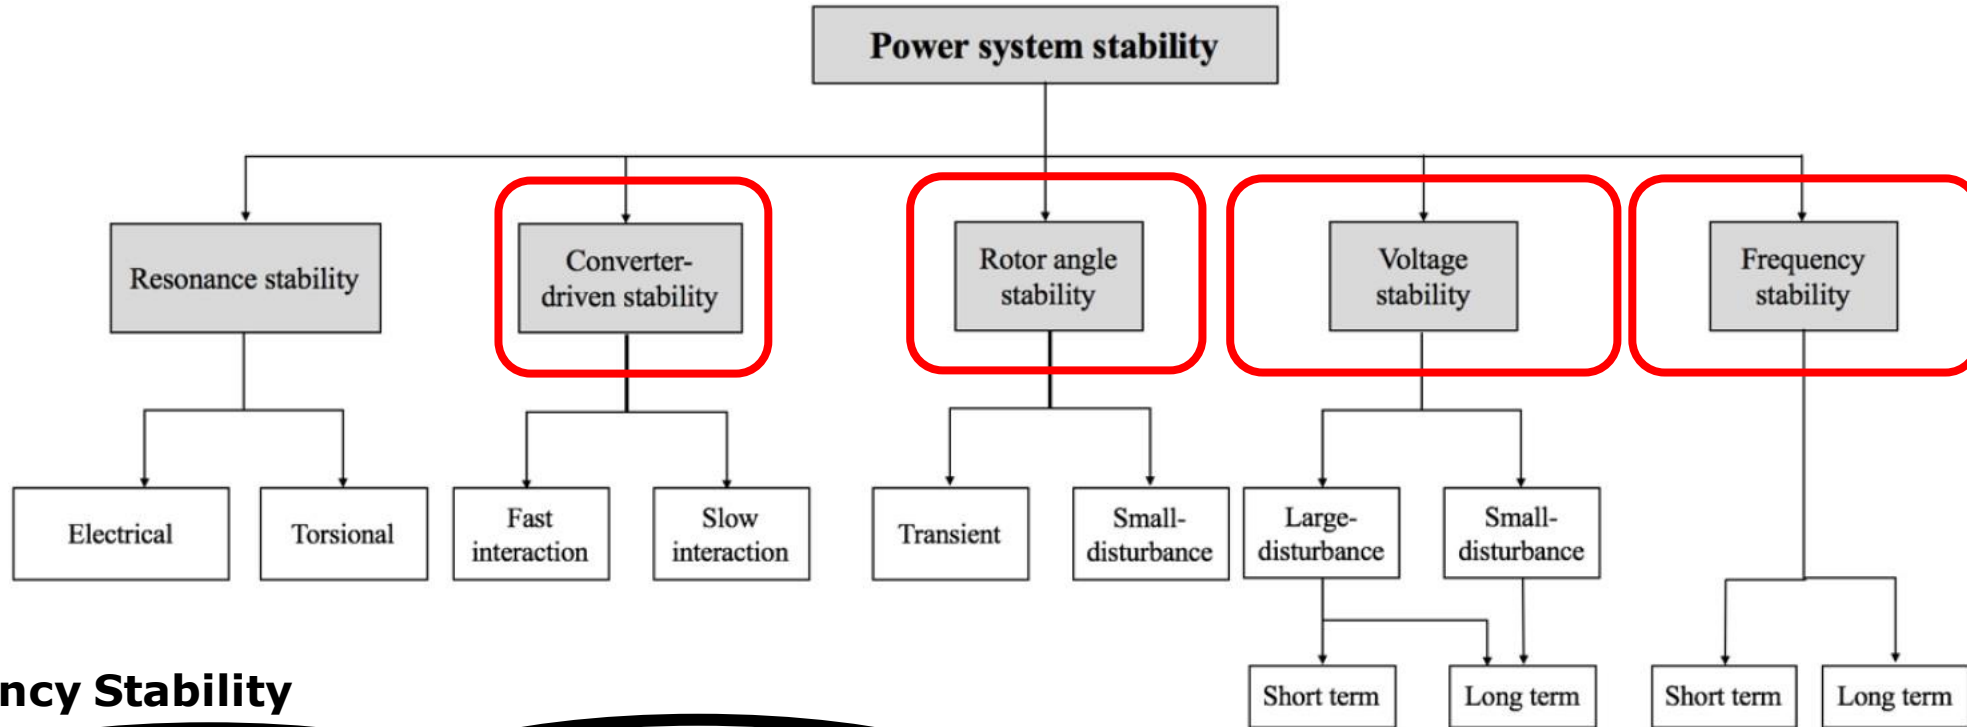 Power system stability
Resonance stability
Converter-
driven stability
Rotor angle
stability
Voltage
stability
Frequency
stability
Electrical
Torsional
Fast
interaction
Slow
interaction
Transient
Small-
disturbance
Large-
disturbance
Small-
disturbance
Short term
Long term
Short term
Long term
ncy Stability